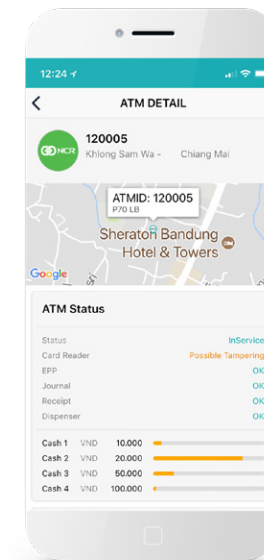 12:24
ATM DETAIL
NCR
120005
Khlong Sam Wa - Chiang Mai
ATMID: 120005
P70 LB
Sheraton Bandung
Hotel & Towers
Google
ATM Status
Status InService
Card Reader Possible Tampering
EPP OK
Journal OK
Receipt OK
Dispenser OK
Cash 1 VND 10.000
Cash 2 VND 20.000
Cash 3 VND 50.000
Cash 4 VND 100.000